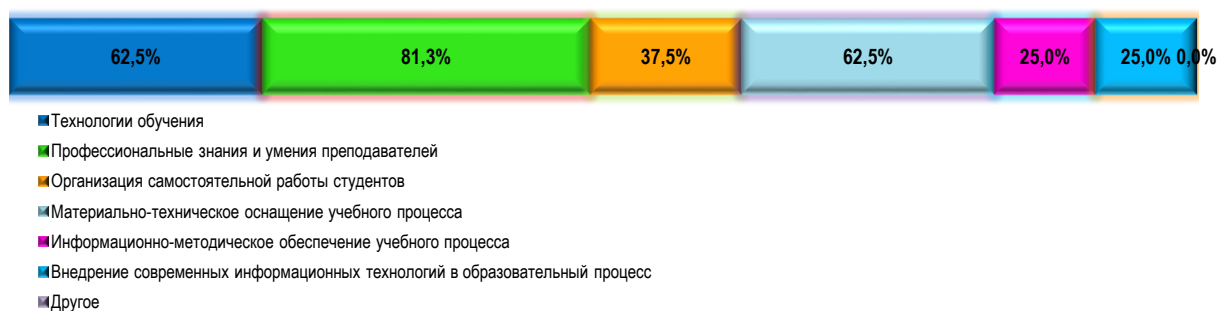 62,5% 81,3% 37,5% 62,5% 25,0% 25,0% 0,0%
Технологии обучения
Профессиональные знания и умения преподавателей
Организация самостоятельной работы студентов
Материально-техническое оснащение учебного процесса
Информационно-методическое обеспечение учебного процесса
Внедрение современных информационных технологий в образовательный процесс
Другое